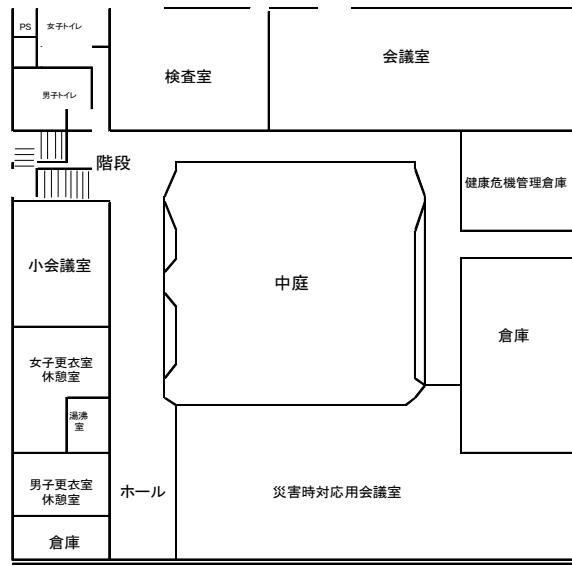 PS
女子トイレ
会議室
検査室
男子トイレ
階段
健康危機管理倉庫
小会議室
中庭
倉庫
女子更衣室
休憩室
湯沸
室
男子更衣室
休憩室
ホール
災害時対応用会議室
倉庫